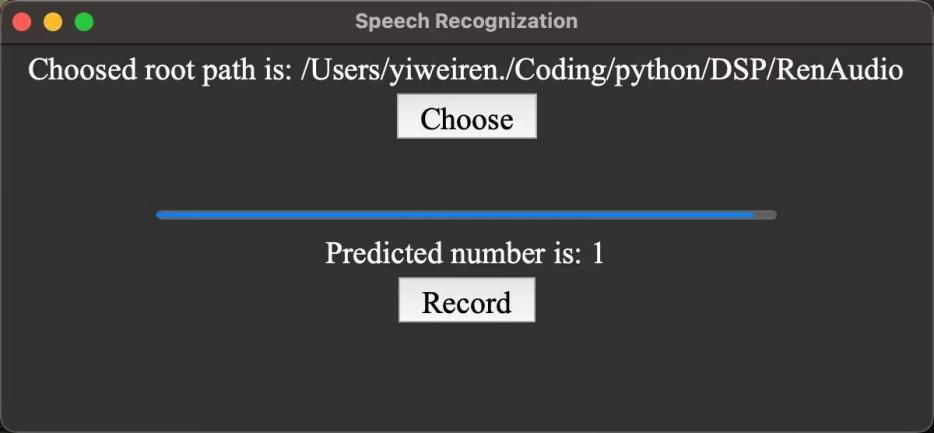 Speech Recognization
Choosed root path is: /Users/yiweiren./Coding/python/DSP/RenAudio
Choose
Predicted number is: 1
Record